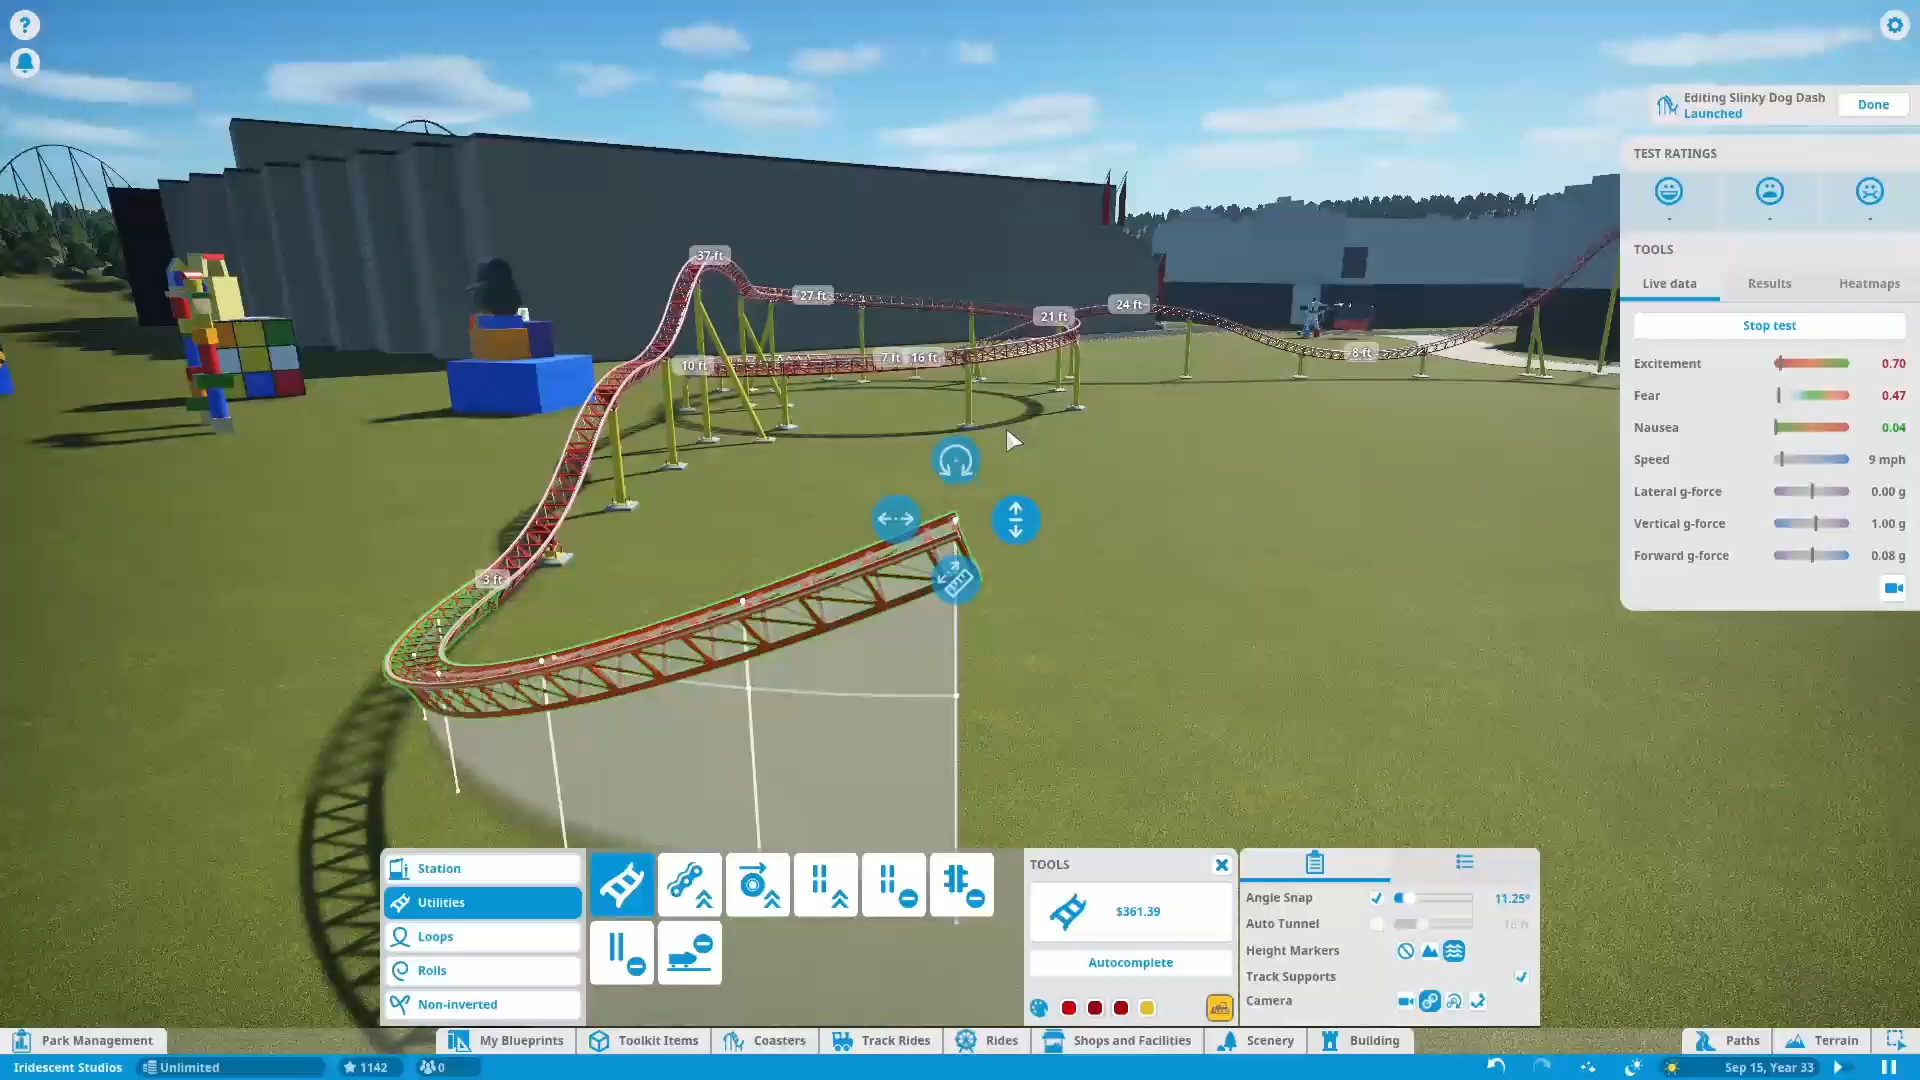 ?
Editing Slinky Dog Dash
Launched
Done
TEST RATINGS
-
-
-
TOOLS
Live data
Results
Heatmaps
Stop test
Excitement 0.70
Fear 0.47
Nausea 0.04
Speed 9 mph
Lateral g-force 0.00 g
Vertical g-force 1.00 g
Forward g-force 0.08 g
37 ft
27 ft
21 ft
24 ft
10 ft
7 ft
16 ft
8 ft
3 ft
Station
Utilities
Loops
Rolls
Non-inverted
TOOLS
$361.39
Autocomplete
Angle Snap 11.25°
Auto Tunnel 16 ft
Height Markers
Track Supports
Camera
Park Management
My Blueprints
Toolkit Items
Coasters
Track Rides
Rides
Shops and Facilities
Scenery
Building
Paths
Terrain
Iridescent Studios
Unlimited
1142
0
Sep 15, Year 33